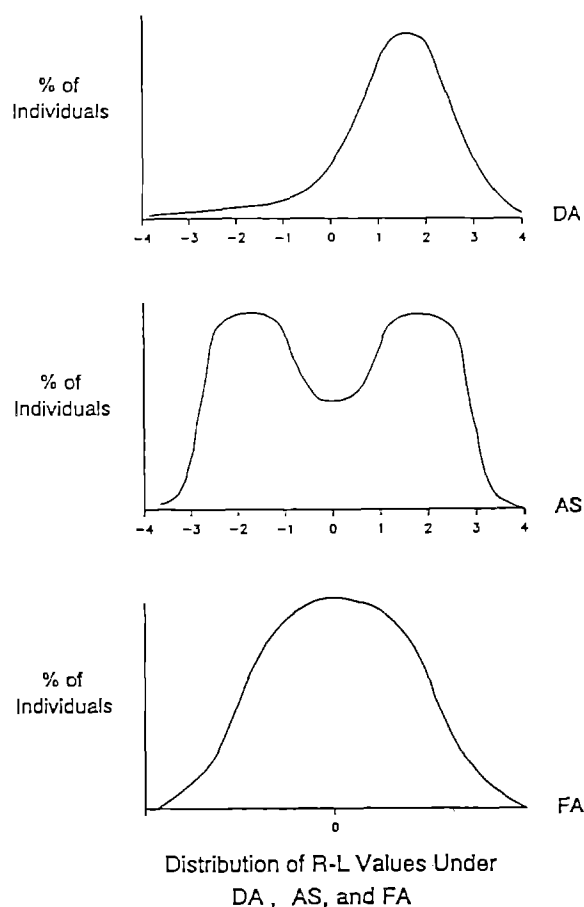 % of
Individuals
-4 -3 -2 -1 0 1 2 3 4
DA
% of
Individuals
-4 -3 -2 -1 0 1 2 3 4
AS
% of
Individuals
0
FA
Distribution of R-L Values Under
DA , AS, and FA